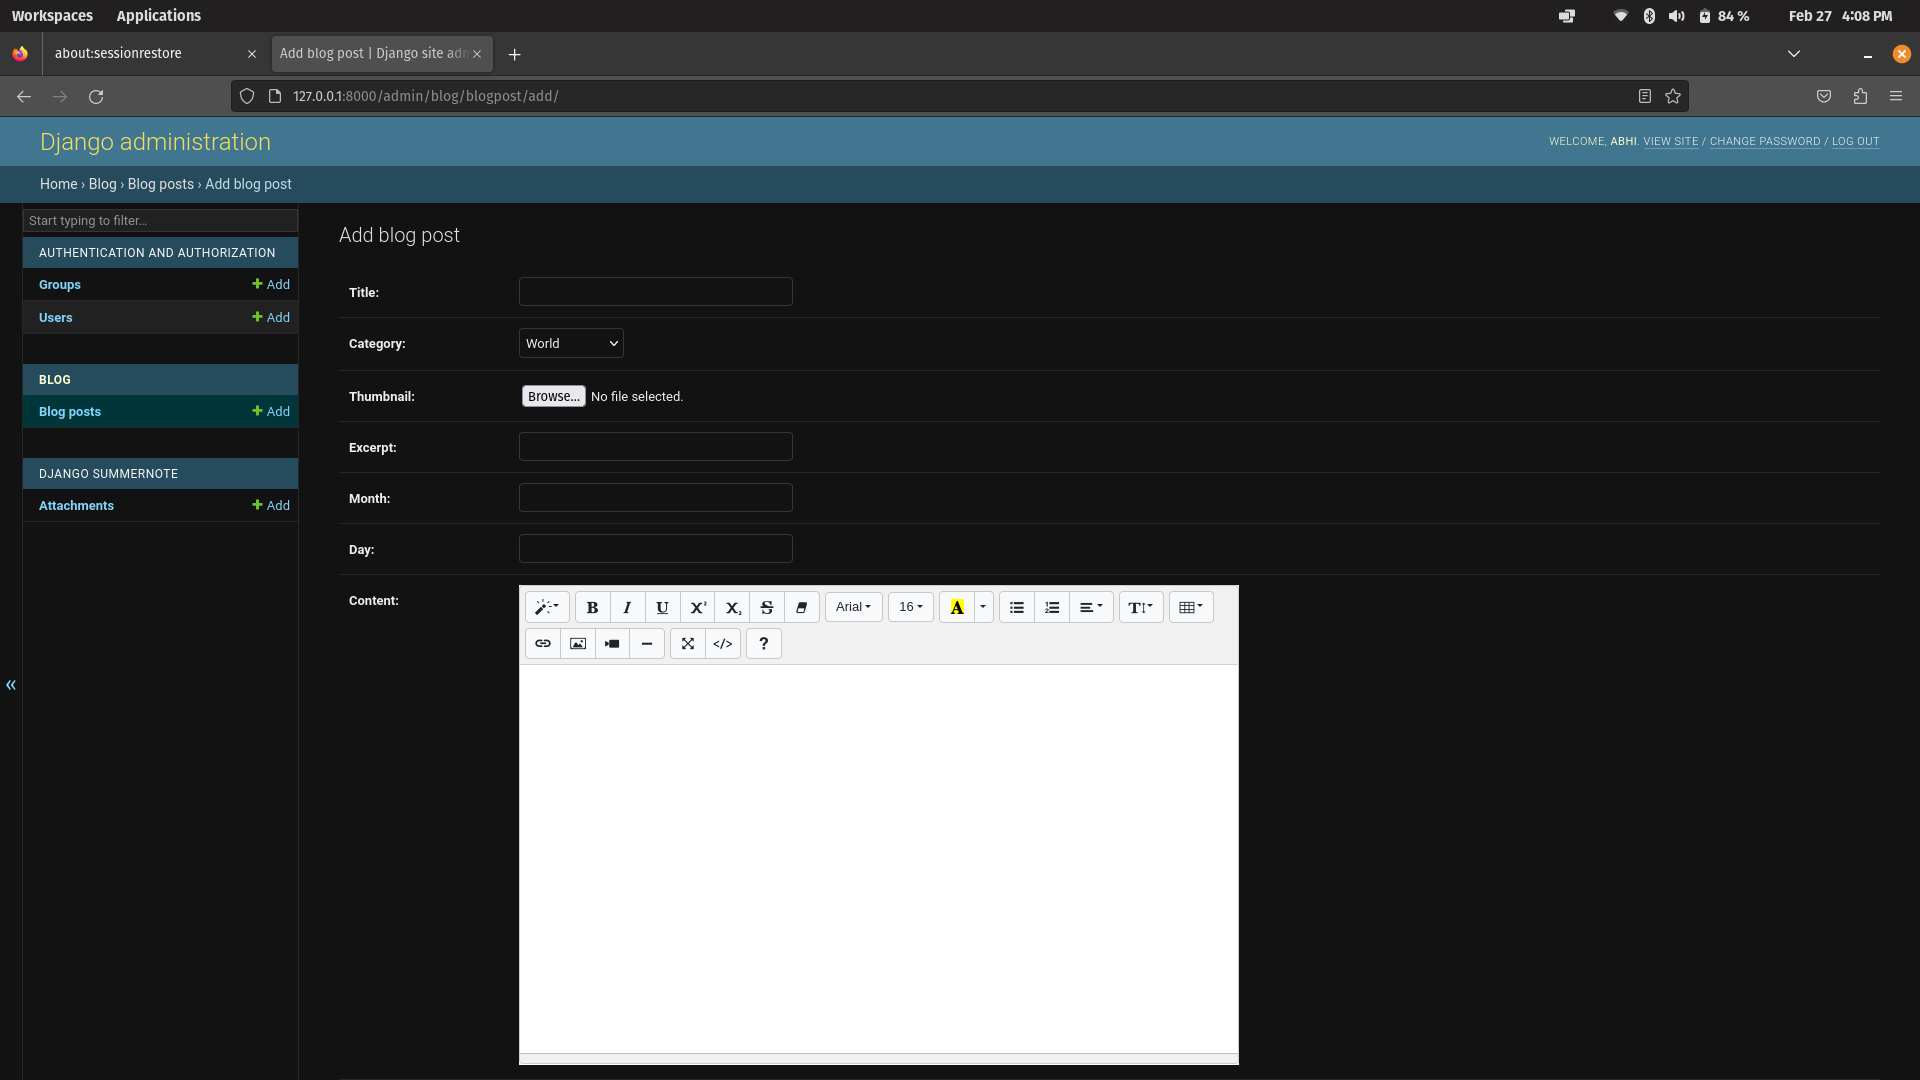 Workspaces Applications 84 % Feb 27 4:08 PM
about:sessionrestore Add blog post | Django site adm
127.0.0.1:8000/admin/blog/blogpost/add/
Django administration
WELCOME, ABHI. VIEW SITE / CHANGE PASSWORD / LOG OUT
Home › Blog › Blog posts › Add blog post
Start typing to filter...
AUTHENTICATION AND AUTHORIZATION
Groups + Add
Users + Add
BLOG
Blog posts + Add
DJANGO SUMMERNOTE
Attachments + Add
«
Add blog post
Title:
Category: World
Thumbnail: Browse... No file selected.
Excerpt:
Month:
Day:
Content:
B I U X² X₂ S Arial 16 A T
</> ?